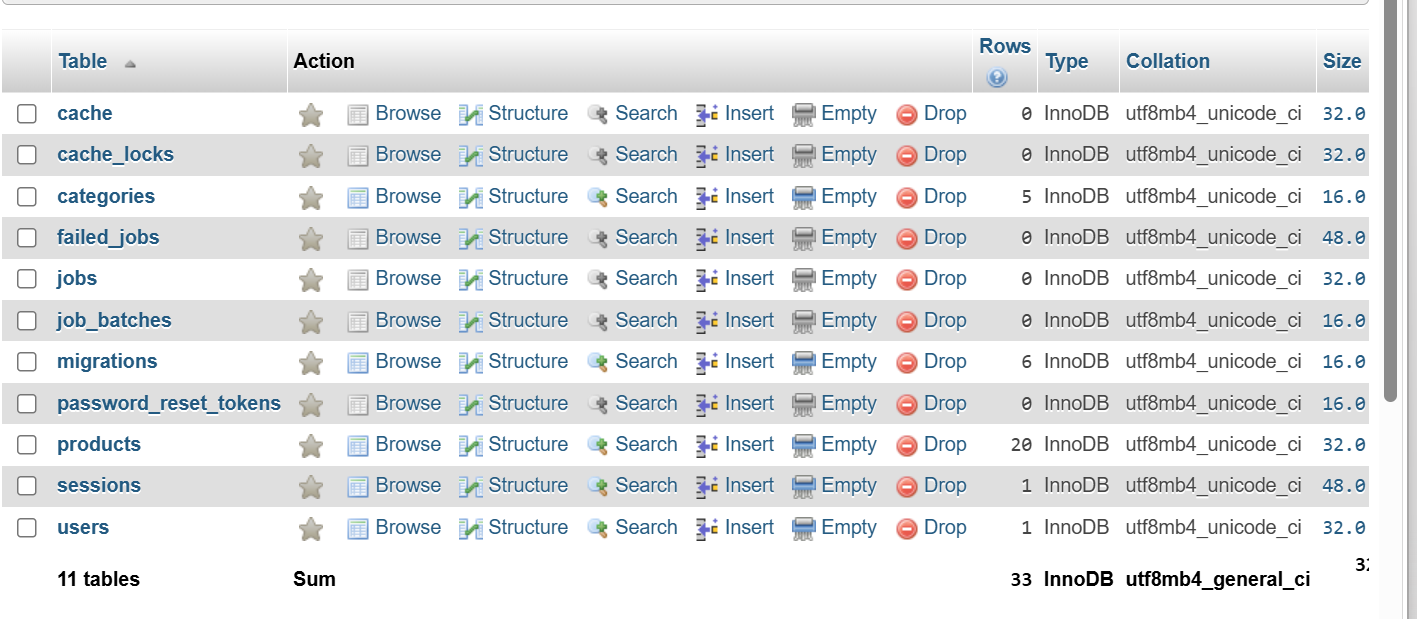 Table Action Rows Type Collation Size
cache Browse Structure Search Insert Empty Drop 0 InnoDB utf8mb4_unicode_ci 32.0
cache_locks Browse Structure Search Insert Empty Drop 0 InnoDB utf8mb4_unicode_ci 32.0
categories Browse Structure Search Insert Empty Drop 5 InnoDB utf8mb4_unicode_ci 16.0
failed_jobs Browse Structure Search Insert Empty Drop 0 InnoDB utf8mb4_unicode_ci 48.0
jobs Browse Structure Search Insert Empty Drop 0 InnoDB utf8mb4_unicode_ci 32.0
job_batches Browse Structure Search Insert Empty Drop 0 InnoDB utf8mb4_unicode_ci 16.0
migrations Browse Structure Search Insert Empty Drop 6 InnoDB utf8mb4_unicode_ci 16.0
password_reset_tokens Browse Structure Search Insert Empty Drop 0 InnoDB utf8mb4_unicode_ci 16.0
products Browse Structure Search Insert Empty Drop 20 InnoDB utf8mb4_unicode_ci 32.0
sessions Browse Structure Search Insert Empty Drop 1 InnoDB utf8mb4_unicode_ci 48.0
users Browse Structure Search Insert Empty Drop 1 InnoDB utf8mb4_unicode_ci 32.0
11 tables Sum 33 InnoDB utf8mb4_general_ci